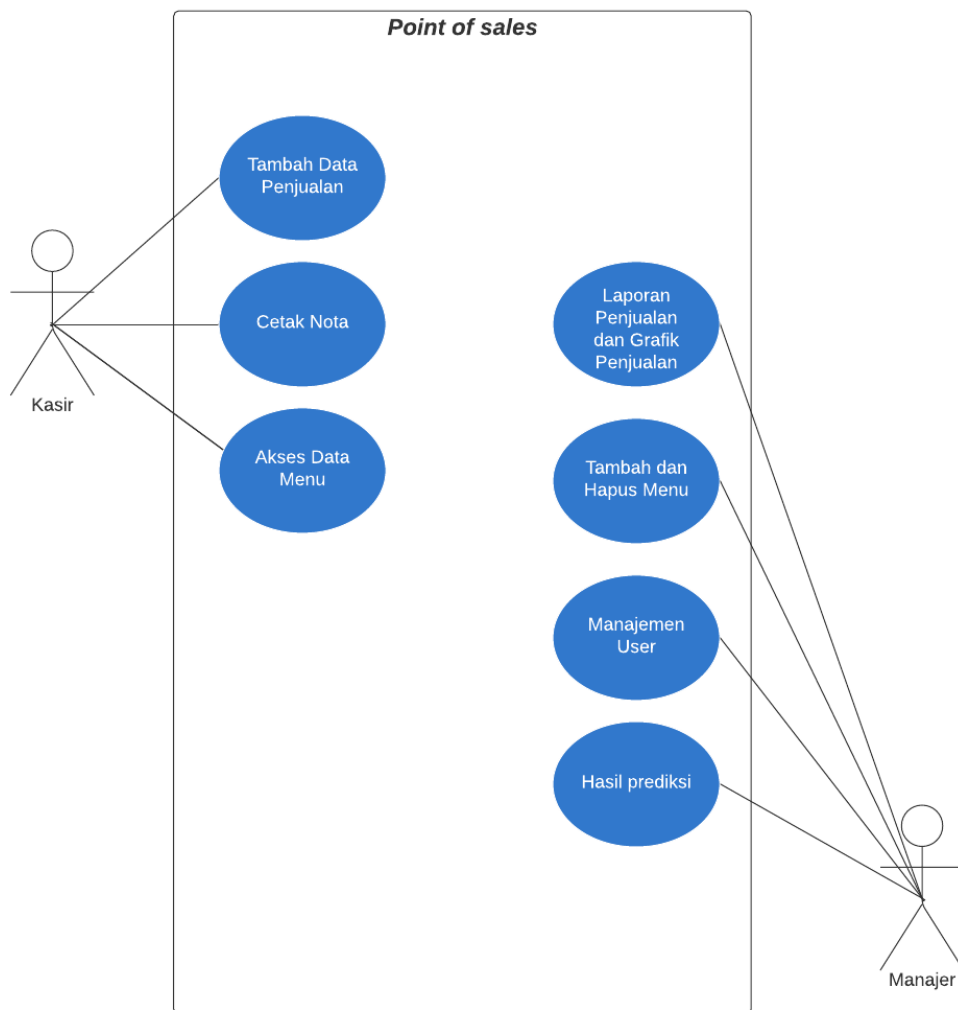 Point of sales
Tambah Data
Penjualan
Cetak Nota
Akses Data
Menu
Kasir
Laporan
Penjualan
dan Grafik
Penjualan
Tambah dan
Hapus Menu
Manajemen
User
Hasil prediksi
Manajer